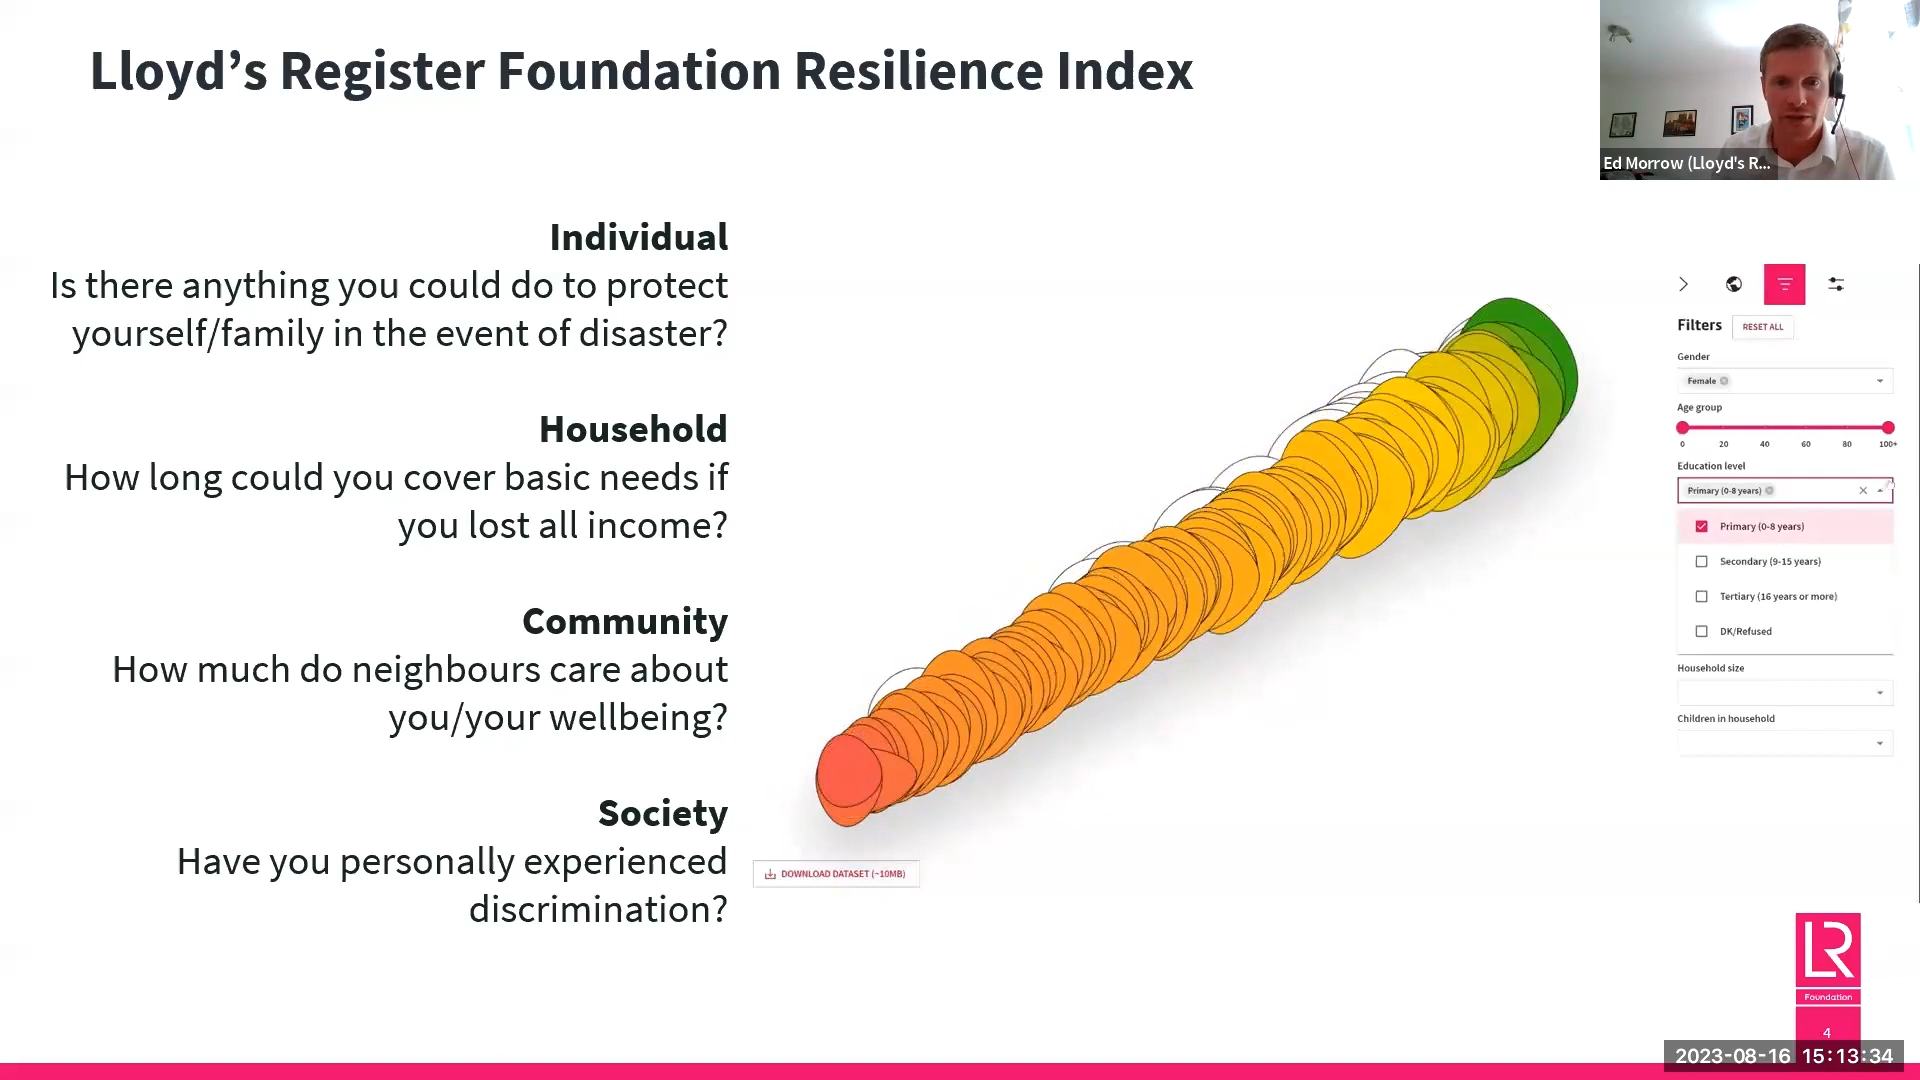 Lloyd’s Register Foundation Resilience Index
Ed Morrow (Lloyd's R...
Individual
Is there anything you could do to protect
yourself/family in the event of disaster?
Household
How long could you cover basic needs if
you lost all income?
Community
How much do neighbours care about
you/your wellbeing?
Society
Have you personally experienced
discrimination?
DOWNLOAD DATASET (~10MB)
Filters
RESET ALL
Gender
Female
Age group
0 20 40 60 80 100+
Education level
Primary (0-8 years)
Primary (0-8 years)
Secondary (9-15 years)
Tertiary (16 years or more)
DK/Refused
Household size
Children in household
LR
Foundation
4
2023-08-16 15:13:34